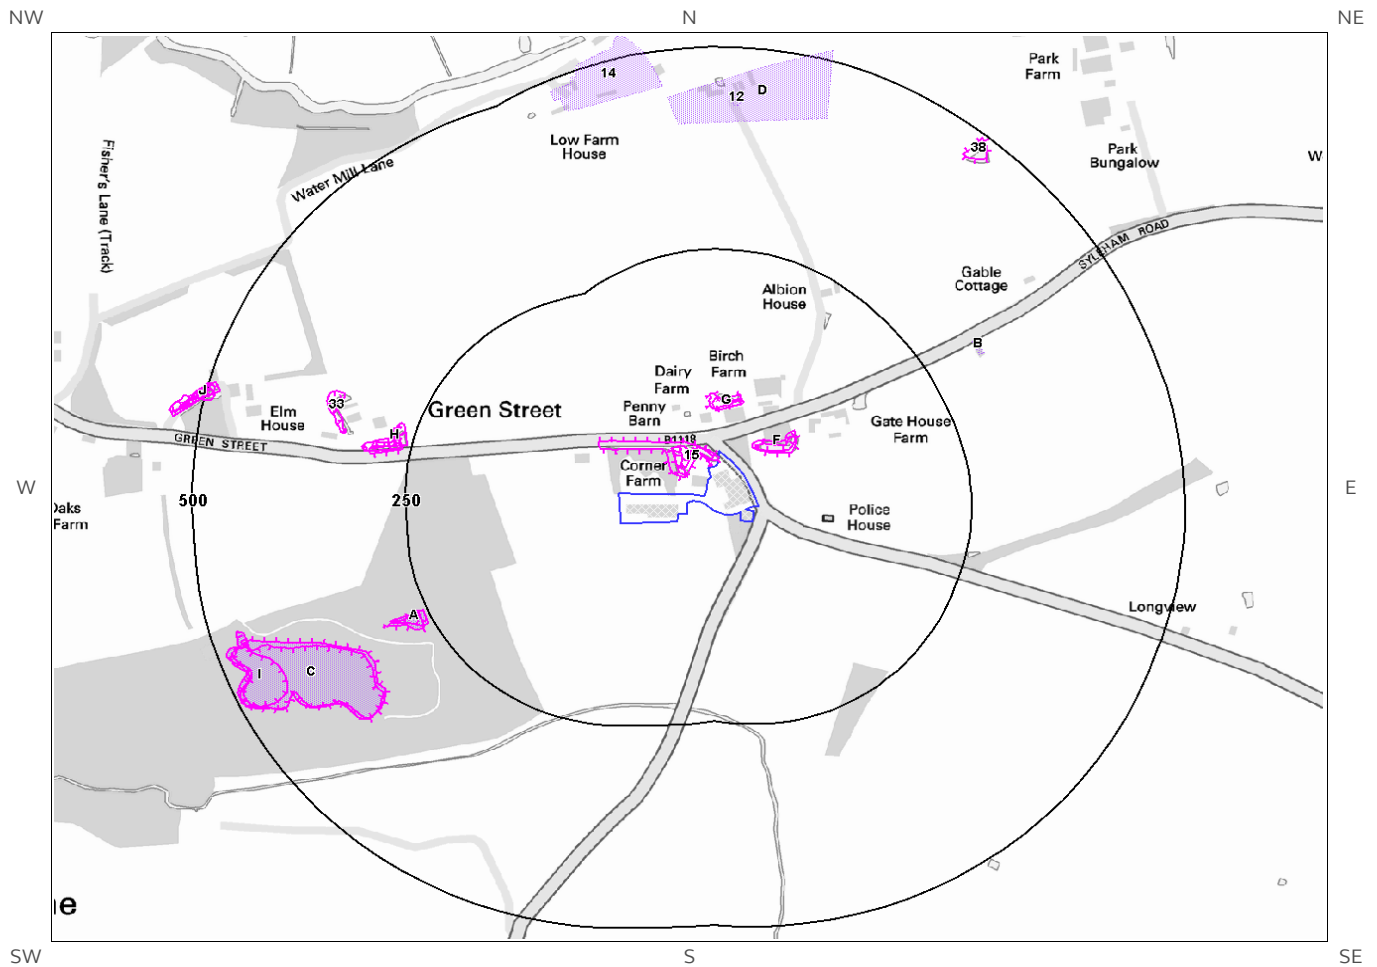 NW
N
NE
14
12
D
Park
Farm
Low Farm
House
38
Park
Bungalow
W
Fisher's Lane (Track)
Water Mill Lane
SYLEHAM ROAD
Gable
Cottage
Albion
House
B
Birch
Farm
Dairy
Farm
J
33
G
Elm
House
Green Street
Penny
Barn
H
GREEN STREET
B1118
F
Gate House
Farm
15
Corner
Farm
W
500
250
E
Oaks
Farm
Police
House
A
Longview
I
C
ne
SW
S
SE